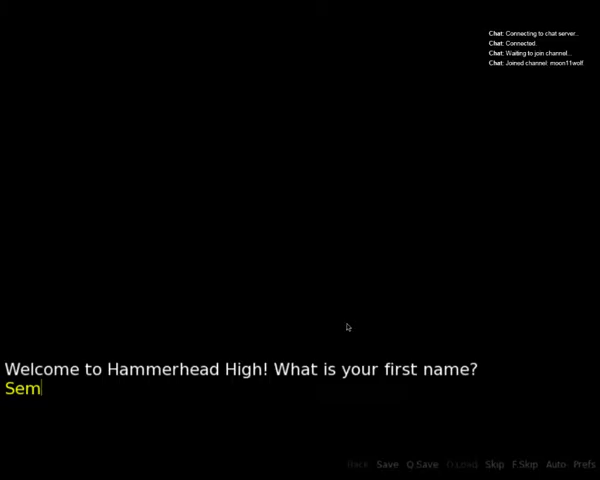 Chat: Connecting to chat server...
Chat: Connected.
Chat: Waiting to join channel...
Chat: Joined channel: moon11wolf
Welcome to Hammerhead High! What is your first name?
Sem
Back Save Q.Save Q.Load Skip F.Skip Auto Prefs